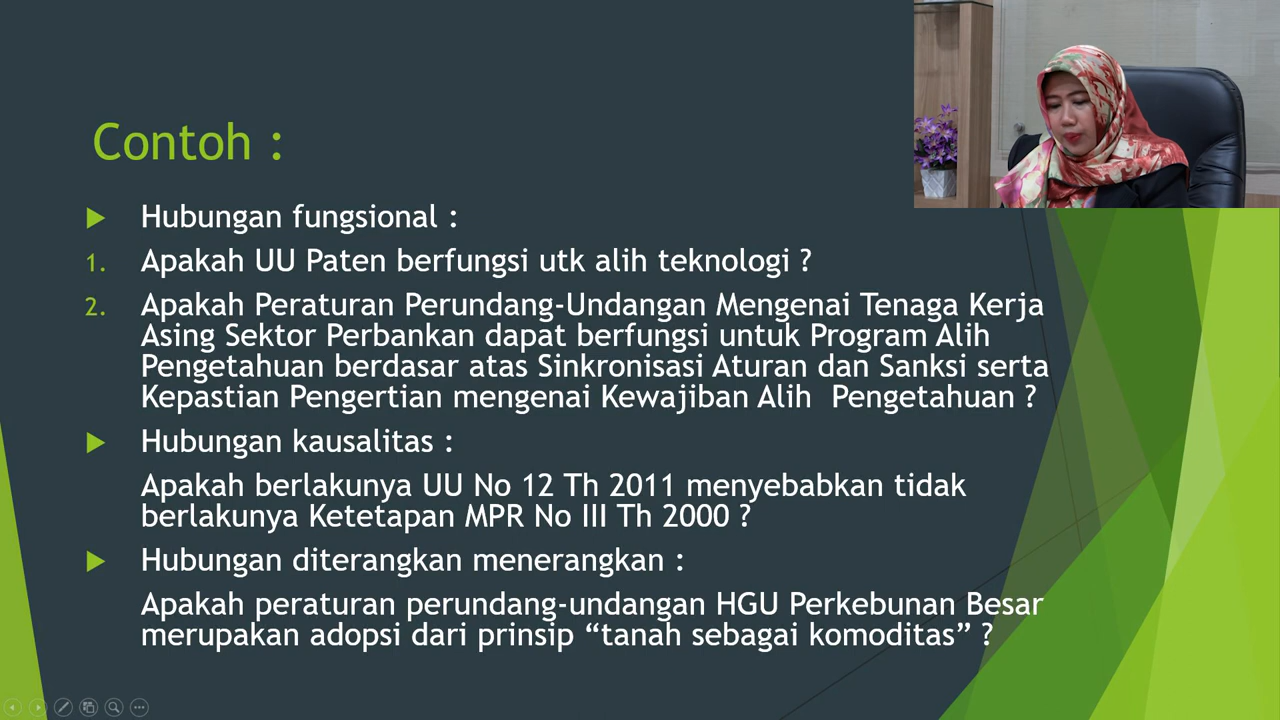 Contoh :
Hubungan fungsional :
1. Apakah UU Paten berfungsi utk alih teknologi ?
2. Apakah Peraturan Perundang-Undangan Mengenai Tenaga Kerja
Asing Sektor Perbankan dapat berfungsi untuk Program Alih
Pengetahuan berdasar atas Sinkronisasi Aturan dan Sanksi serta
Kepastian Pengertian mengenai Kewajiban Alih Pengetahuan ?
Hubungan kausalitas :
Apakah berlakunya UU No 12 Th 2011 menyebabkan tidak
berlakunya Ketetapan MPR No III Th 2000 ?
Hubungan diterangkan menerangkan :
Apakah peraturan perundang-undangan HGU Perkebunan Besar
merupakan adopsi dari prinsip “tanah sebagai komoditas” ?